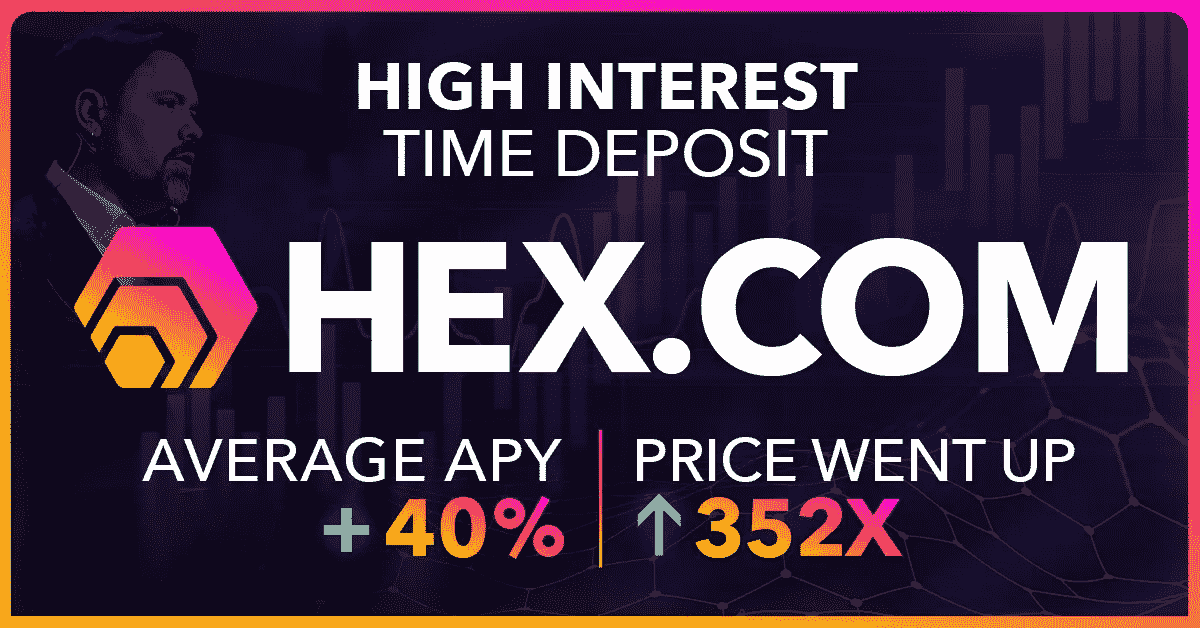 HIGH INTEREST
TIME DEPOSIT
HEX.COM
AVERAGE APY
+40%
PRICE WENT UP
↑352X